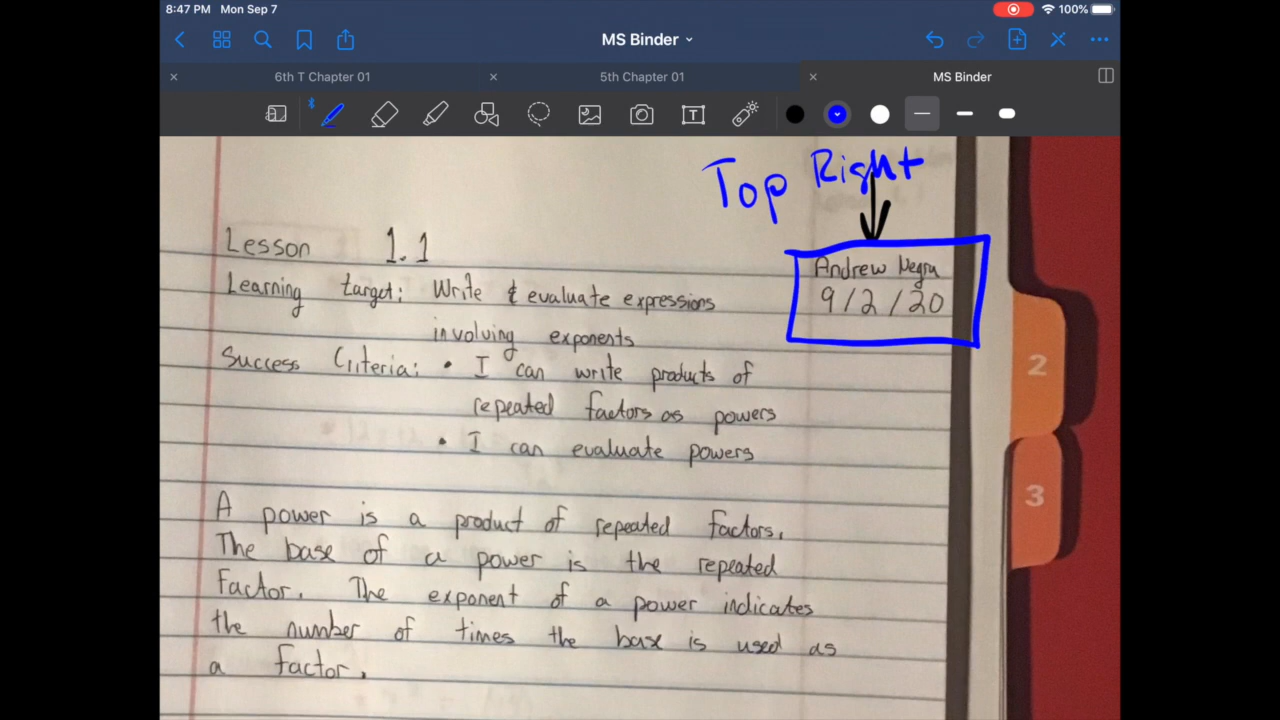 8:47 PM Mon Sep 7
100%
MS Binder
6th T Chapter 01
5th Chapter 01
MS Binder
T
Top Right
Andrew Negru
9/2/20
Lesson 1.1
Learning target: Write & evaluate expressions
involving exponents
Success Criteria: • I can write products of
repeated factors as powers
• I can evaluate powers
A power is a product of repeated factors.
The base of a power is the repeated
Factor. The exponent of a power indicates
the number of times the base is used as
a factor.
2
3